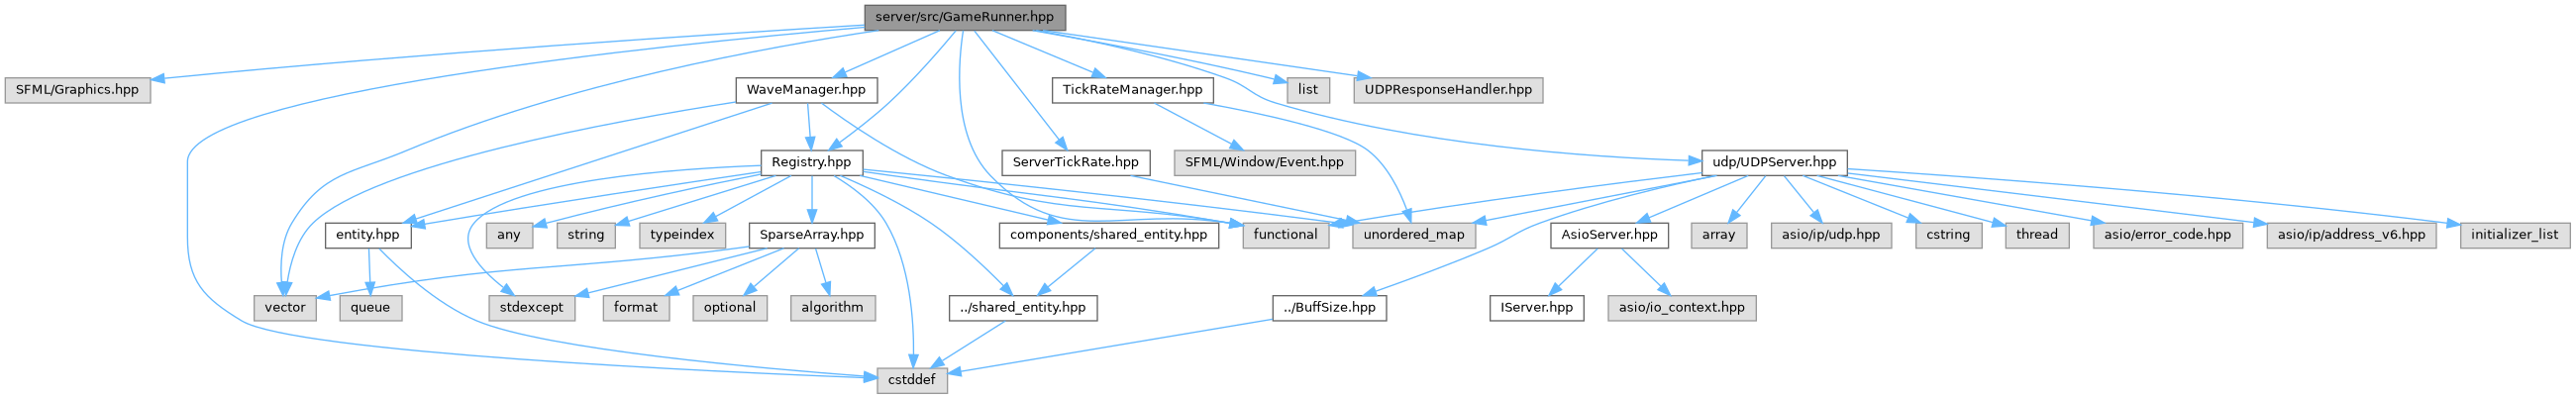 server/src/GameRunner.hpp
SFML/Graphics.hpp
WaveManager.hpp
TickRateManager.hpp
list
UDPResponseHandler.hpp
Registry.hpp
ServerTickRate.hpp
SFML/Window/Event.hpp
udp/UDPServer.hpp
entity.hpp
any
string
typeindex
SparseArray.hpp
components/shared_entity.hpp
functional
unordered_map
AsioServer.hpp
array
asio/ip/udp.hpp
cstring
thread
asio/error_code.hpp
asio/ip/address_v6.hpp
initializer_list
vector
queue
stdexcept
format
optional
algorithm
../shared_entity.hpp
../BuffSize.hpp
IServer.hpp
asio/io_context.hpp
cstddef